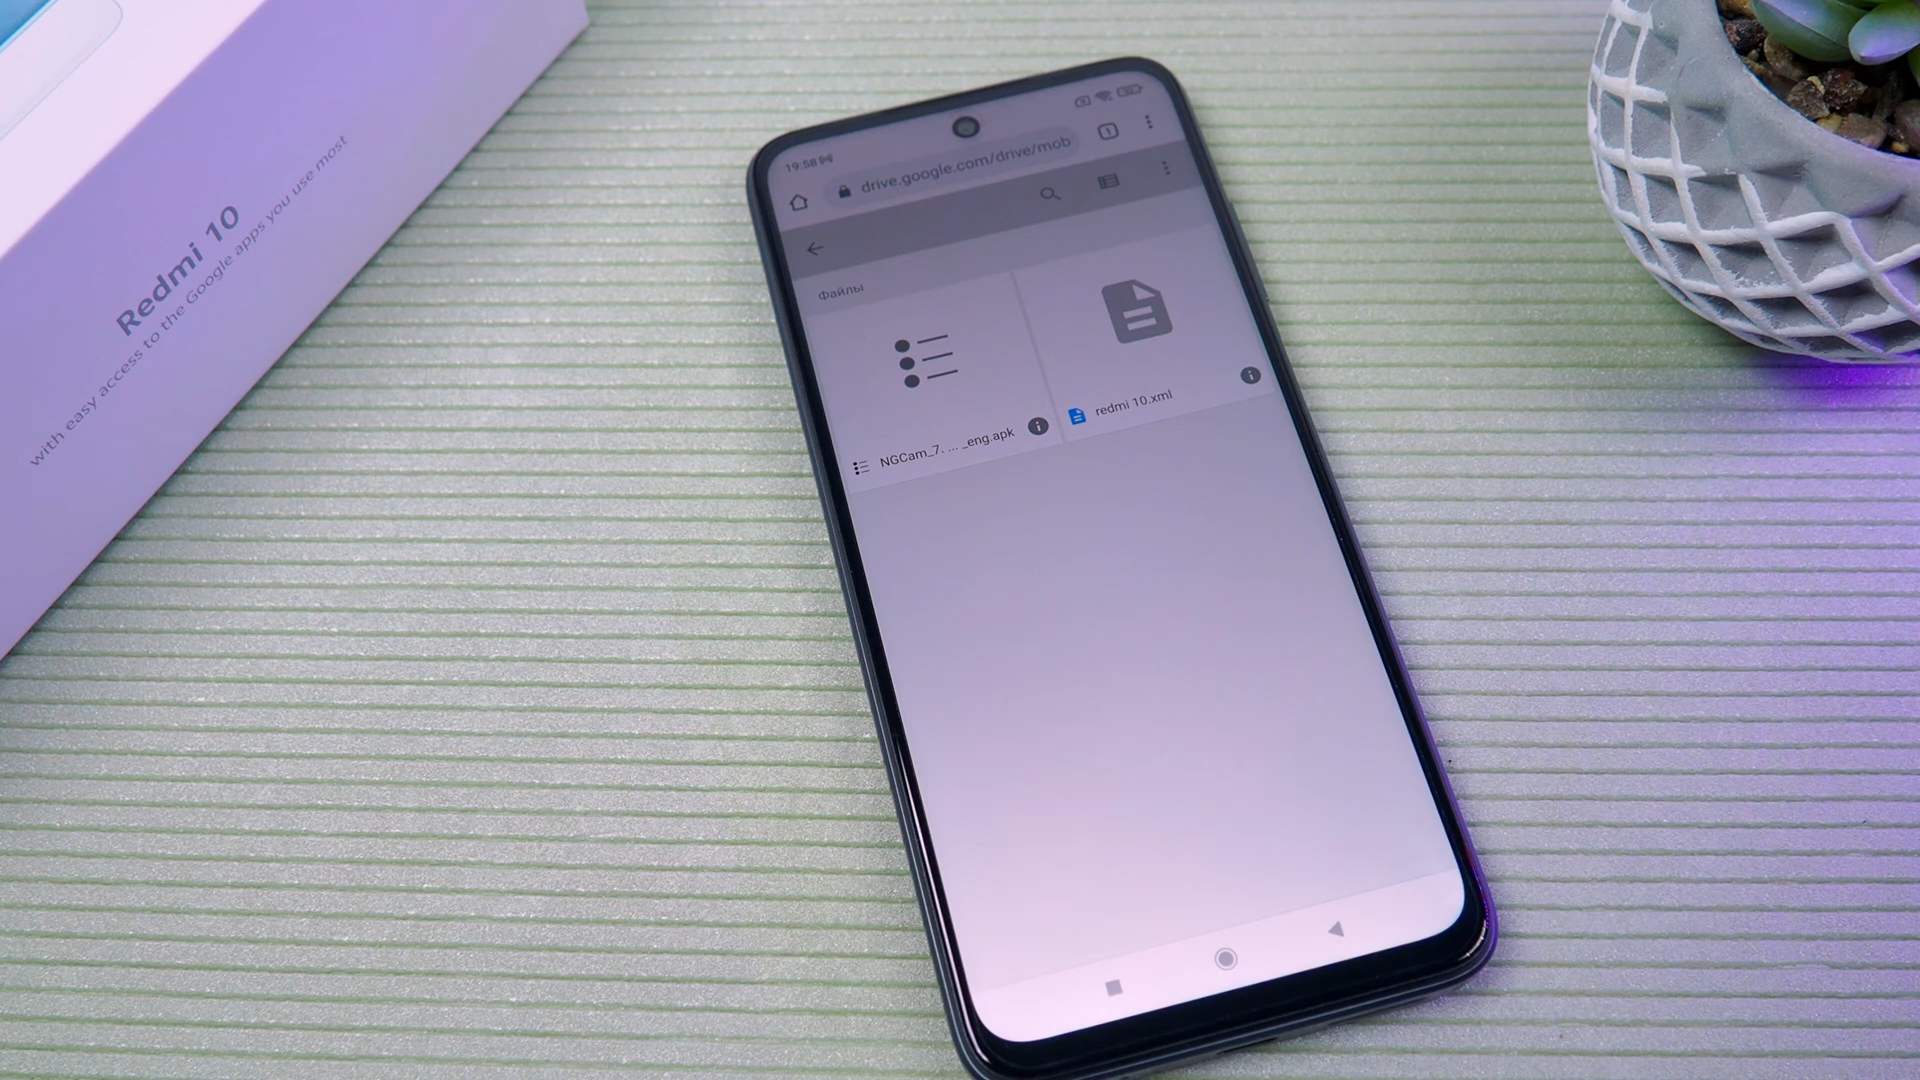 Redmi 10
with easy access to the Google apps you use most
19:58
drive.google.com/drive/mob
1
Файлы
NGCam_7. ... _eng.apk
redmi 10.xml